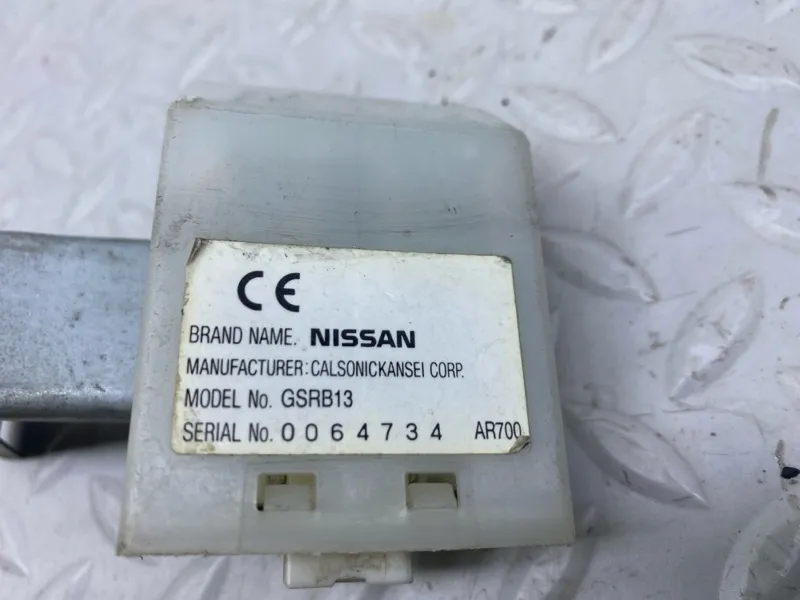 CE
BRAND NAME. NISSAN
MANUFACTURER: CALSONICKANSEI CORP.
MODEL No. GSRB13
SERIAL No. 0064734 AR700